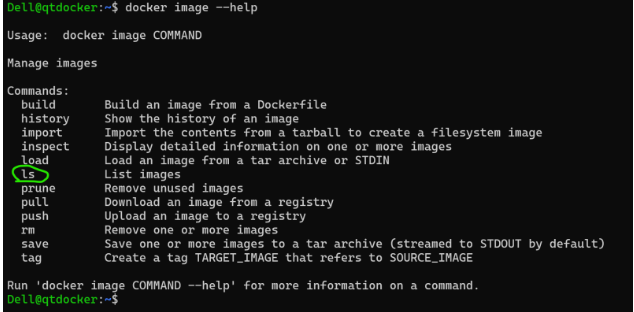 Dell@qtdocker:~$ docker image --help
Usage:  docker image COMMAND
Manage images
Commands:
  build       Build an image from a Dockerfile
  history     Show the history of an image
  import      Import the contents from a tarball to create a filesystem image
  inspect     Display detailed information on one or more images
  load        Load an image from a tar archive or STDIN
  ls          List images
  prune       Remove unused images
  pull        Download an image from a registry
  push        Upload an image to a registry
  rm          Remove one or more images
  save        Save one or more images to a tar archive (streamed to STDOUT by default)
  tag         Create a tag TARGET_IMAGE that refers to SOURCE_IMAGE
Run 'docker image COMMAND --help' for more information on a command.
Dell@qtdocker:~$